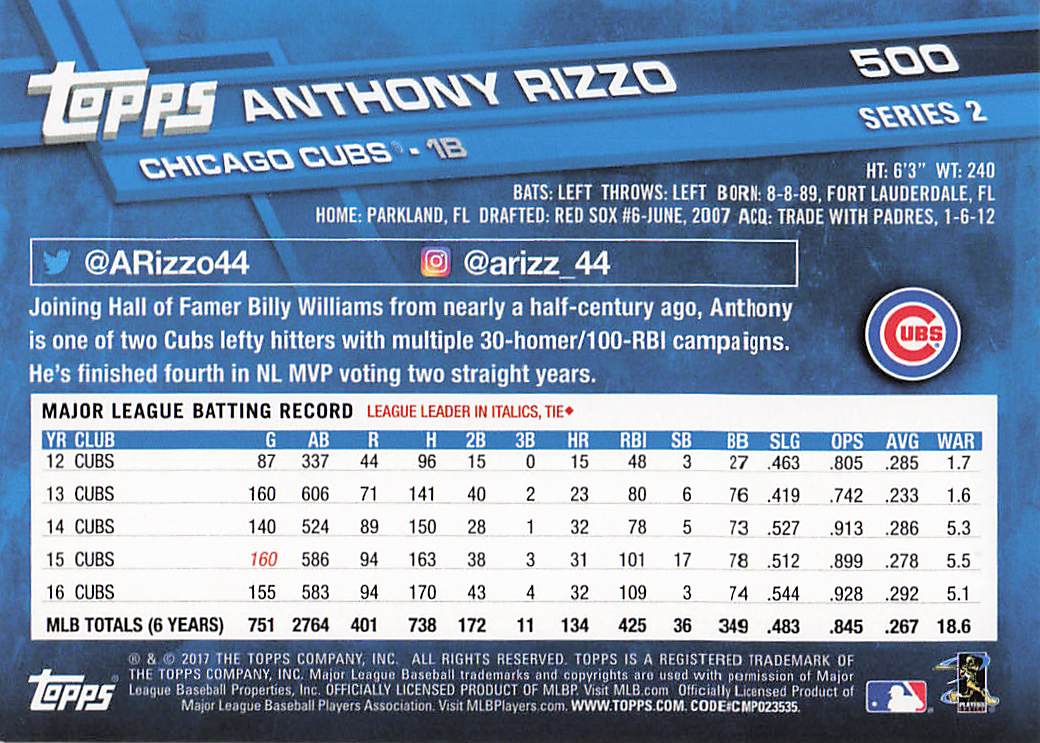 TOPPS ANTHONY RIZZO 500
CHICAGO CUBS® - 1B SERIES 2
HT: 6'3" WT: 240
BATS: LEFT THROWS: LEFT BORN: 8-8-89, FORT LAUDERDALE, FL
HOME: PARKLAND, FL DRAFTED: RED SOX #6-JUNE, 2007 ACQ: TRADE WITH PADRES, 1-6-12
@ARizzo44 @arizz_44
Joining Hall of Famer Billy Williams from nearly a half-century ago, Anthony
is one of two Cubs lefty hitters with multiple 30-homer/100-RBI campaigns.
He's finished fourth in NL MVP voting two straight years.
CUBS
MAJOR LEAGUE BATTING RECORD LEAGUE LEADER IN ITALICS, TIE◆
YR CLUB G AB R H 2B 3B HR RBI SB BB SLG OPS AVG WAR
12 CUBS 87 337 44 96 15 0 15 48 3 27 .463 .805 .285 1.7
13 CUBS 160 606 71 141 40 2 23 80 6 76 .419 .742 .233 1.6
14 CUBS 140 524 89 150 28 1 32 78 5 73 .527 .913 .286 5.3
15 CUBS 160 586 94 163 38 3 31 101 17 78 .512 .899 .278 5.5
16 CUBS 155 583 94 170 43 4 32 109 3 74 .544 .928 .292 5.1
MLB TOTALS (6 YEARS) 751 2764 401 738 172 11 134 425 36 349 .483 .845 .267 18.6
® & © 2017 THE TOPPS COMPANY, INC. ALL RIGHTS RESERVED. TOPPS IS A REGISTERED TRADEMARK OF
THE TOPPS COMPANY, INC. Major League Baseball trademarks and copyrights are used with permission of Major
League Baseball Properties, Inc. OFFICIALLY LICENSED PRODUCT OF MLBP. Visit MLB.com Officially Licensed Product of
Major League Baseball Players Association. Visit MLBPlayers.com. WWW.TOPPS.COM. CODE#CMP023535.
TOPPS
PLAYERS